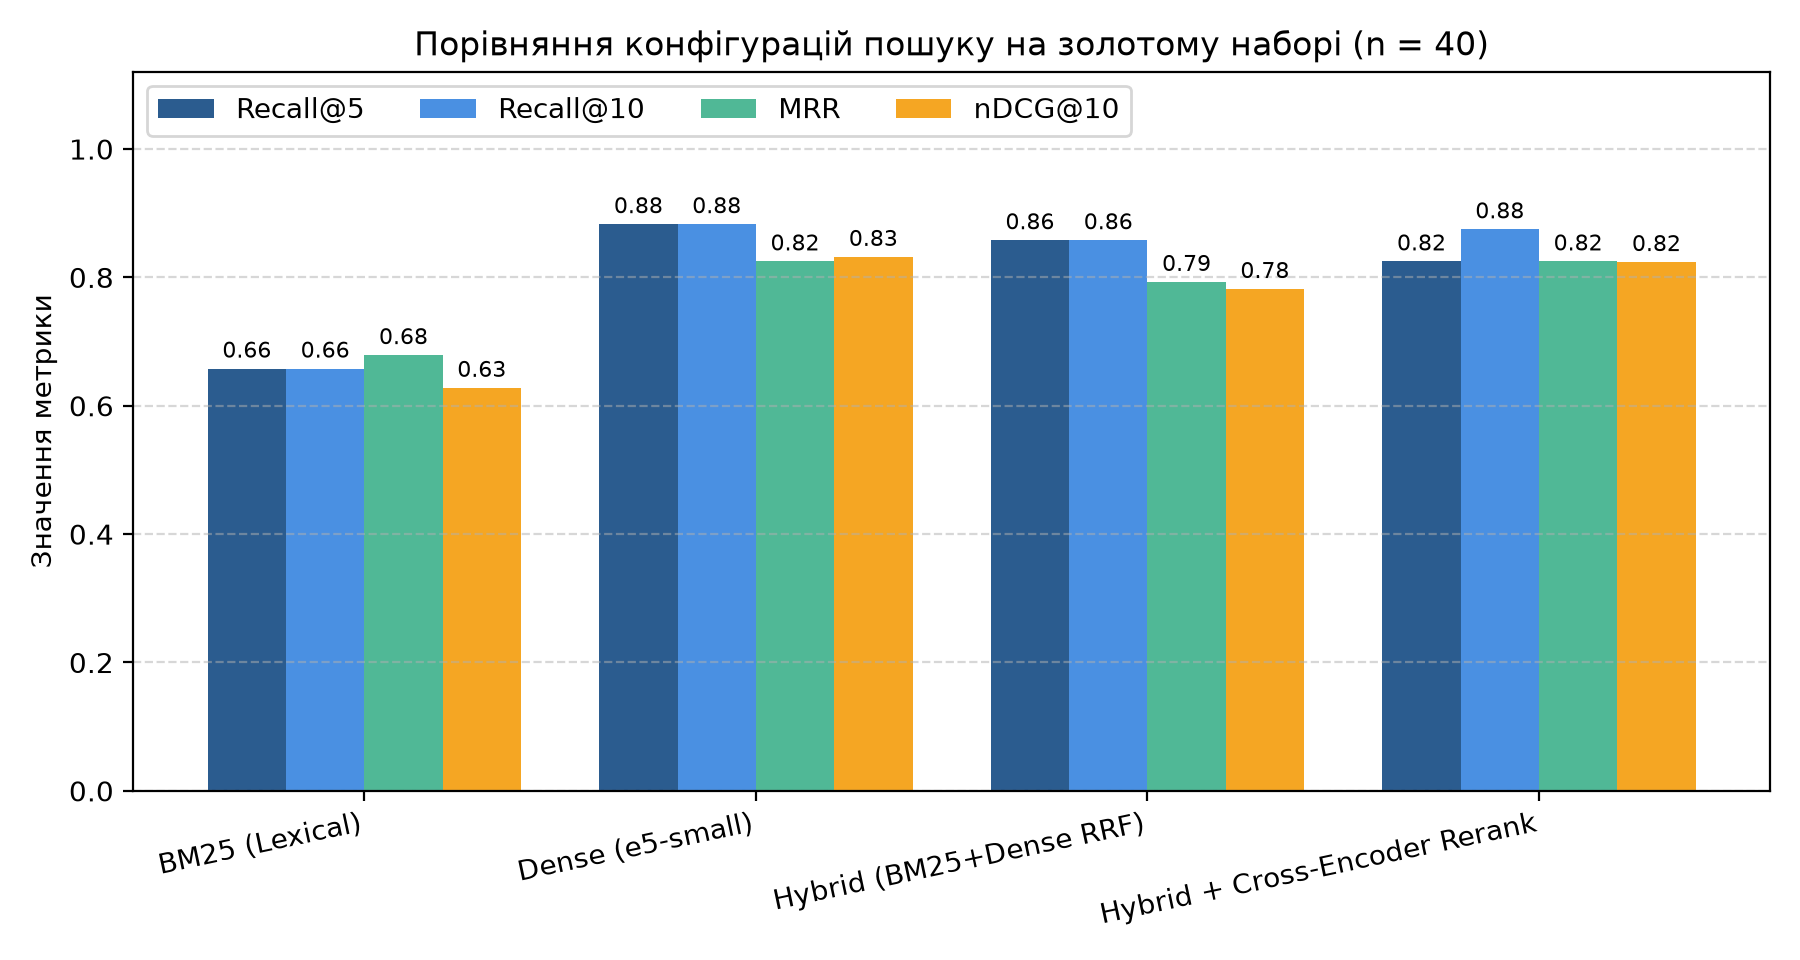 Порівняння конфігурацій пошуку на золотому наборі (n = 40)
Recall@5 Recall@10 MRR nDCG@10
Значення метрики
1.0
0.8
0.6
0.4
0.2
0.0
0.66 0.66 0.68 0.63
0.88 0.88 0.82 0.83
0.86 0.86 0.79 0.78
0.82 0.88 0.82 0.82
BM25 (Lexical)
Dense (e5-small)
Hybrid (BM25+Dense RRF)
Hybrid + Cross-Encoder Rerank